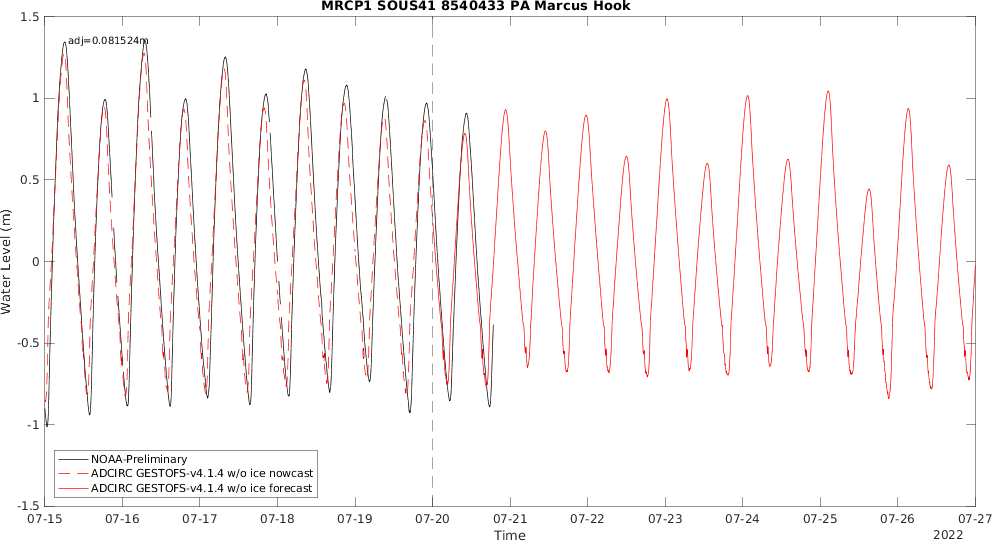 MRCP1 SOUS41 8540433 PA Marcus Hook
adj=0.081524m
1.5
1
0.5
0
-0.5
-1
-1.5
Water Level (m)
NOAA-Preliminary
ADCIRC GESTOFS-v4.1.4 w/o ice nowcast
ADCIRC GESTOFS-v4.1.4 w/o ice forecast
07-15 07-16 07-17 07-18 07-19 07-20 07-21 07-22 07-23 07-24 07-25 07-26 07-27
Time
2022